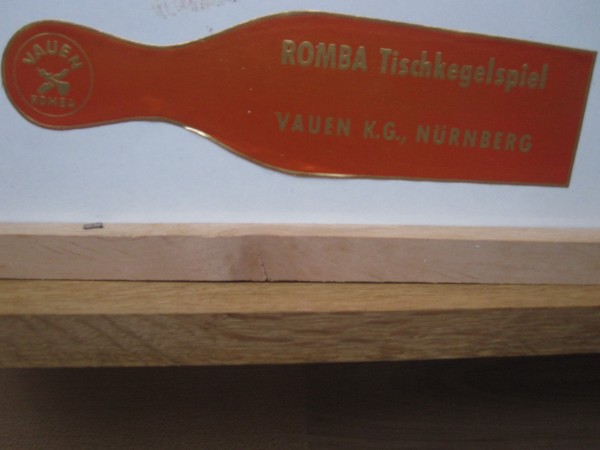 VAUEN
ROMBA
ROMBA Tischkegelspiel
VAUEN K.G., NÜRNBERG